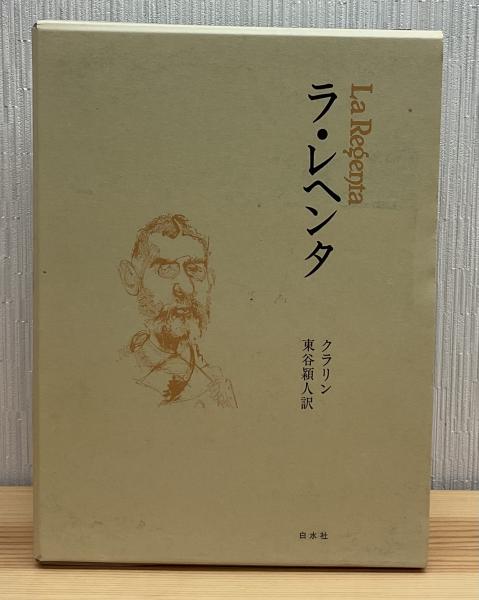 La Regenta
ラ・レヘンタ
クラリン
東谷穎人訳
白水社